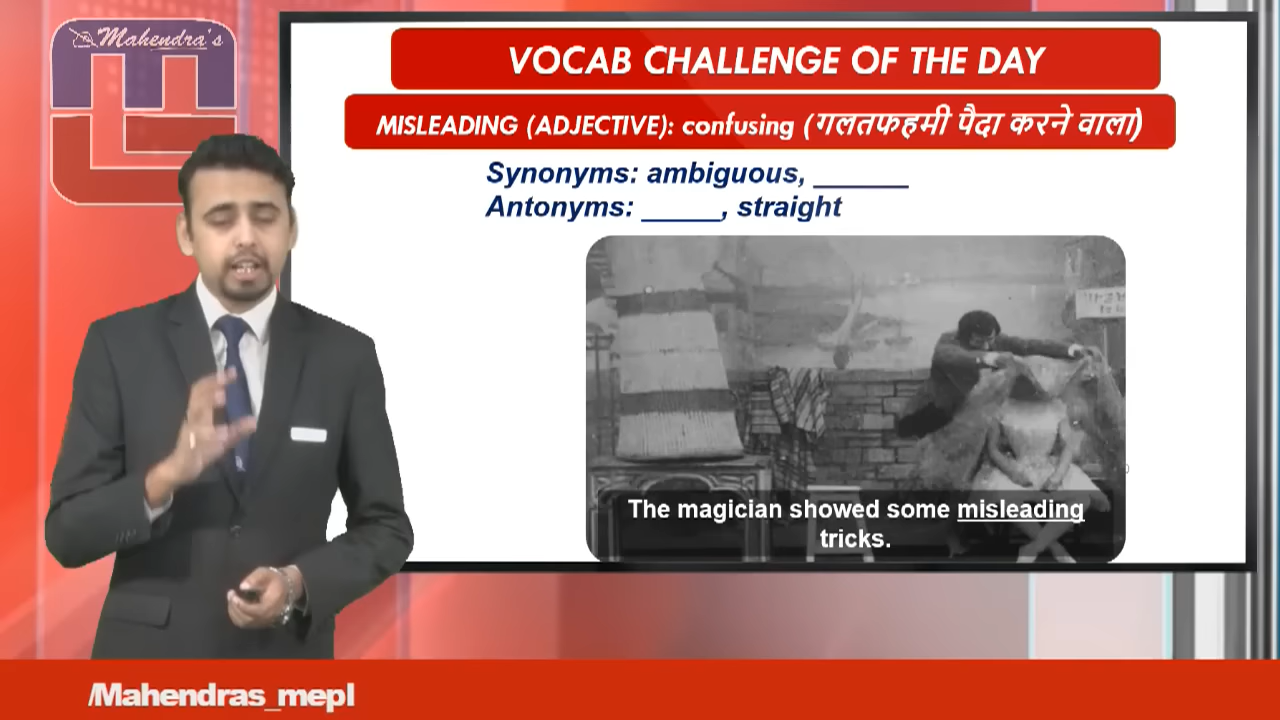 Mahendra's
VOCAB CHALLENGE OF THE DAY
MISLEADING (ADJECTIVE): confusing (गलतफहमी पैदा करने वाला)
Synonyms: ambiguous, ______
Antonyms: _____, straight
The magician showed some misleading
tricks.
/Mahendras_mepl